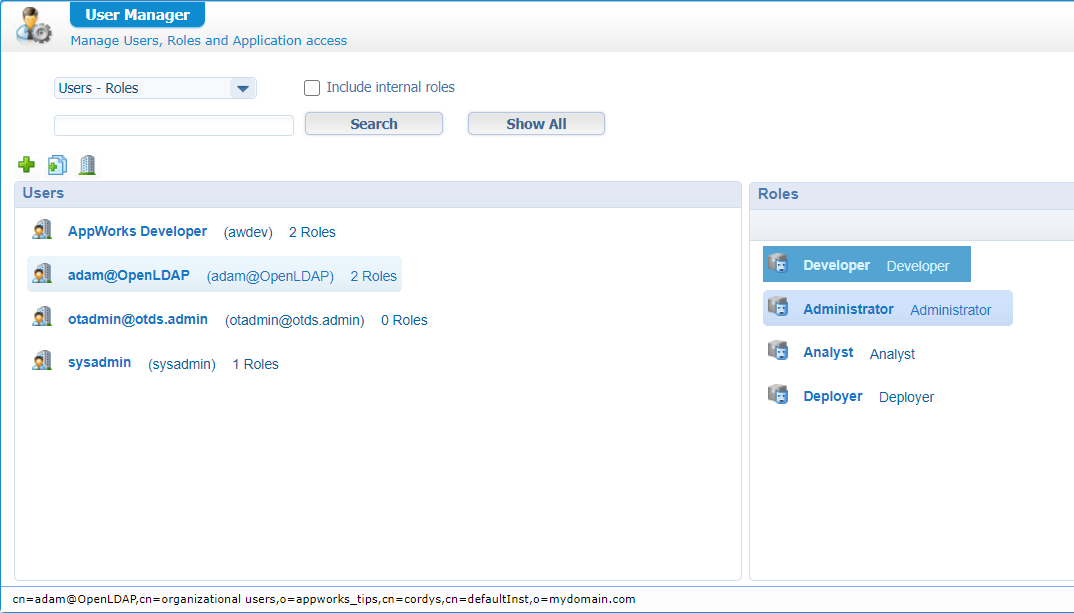 User Manager
Manage Users, Roles and Application access
Users - Roles
Include internal roles
Search
Show All
Users
AppWorks Developer (awdev) 2 Roles
adam@OpenLDAP (adam@OpenLDAP) 2 Roles
otadmin@otds.admin (otadmin@otds.admin) 0 Roles
sysadmin (sysadmin) 1 Roles
Roles
Developer Developer
Administrator Administrator
Analyst Analyst
Deployer Deployer
cn=adam@OpenLDAP,cn=organizational users,o=appworks_tips,cn=cordys,cn=defaultInst,o=mydomain.com